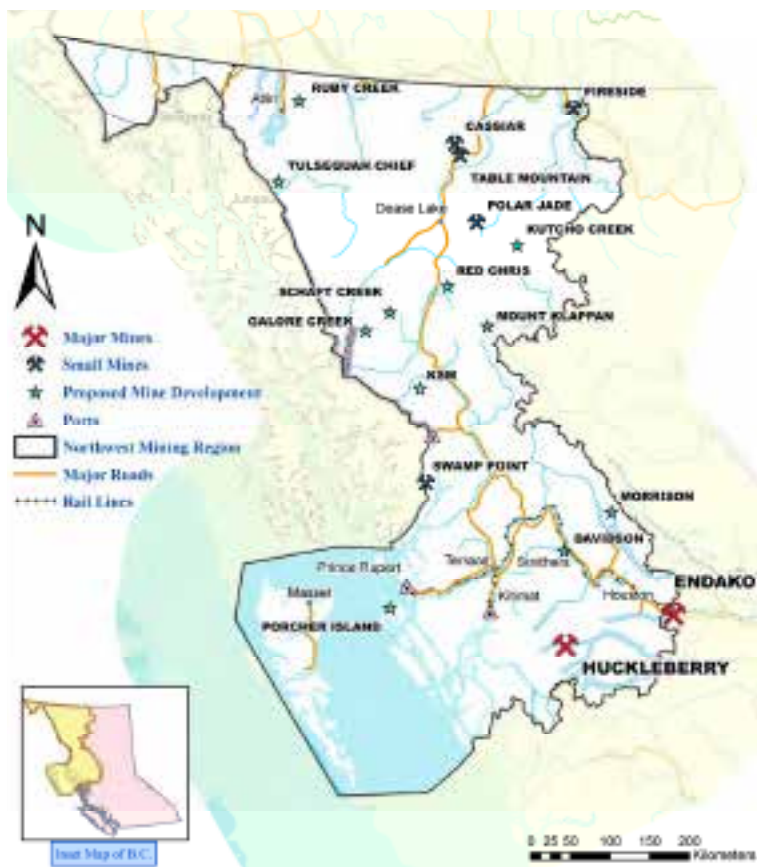 RUBY CREEK
Atlin
FIRESIDE
CASSIAR
TULSEQUAH CHIEF
TABLE MOUNTAIN
Juneau
POLAR JADE
Dease Lake
KUTCHO CREEK
N
RED CHRIS
SCHAFT CREEK
GALORE CREEK
MOUNT KLAPPAN
Major Mines
Small Mines
Proposed Mine Development
KSM
Ports
Northwest Mining Region
SWAMP POINT
Major Roads
Rail Lines
MORRISON
DAVIDSON
Prince Rupert
Terrace
Smithers
ENDAKO
Masset
Kitimat
Houston
PORCHER ISLAND
HUCKLEBERRY
Inset Map of B.C.
0 25 50 100 150 200
Kilometers